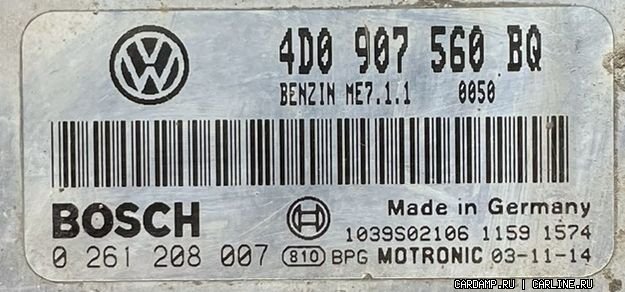 4D0 907 560 BQ
BENZIN ME7.1.1 0050
BOSCH
Made in Germany
1039S02106 1159 1574
0 261 208 007 810 BPG MOTRONIC 03-11-14
CARDAMP.RU | CARLINE.RU